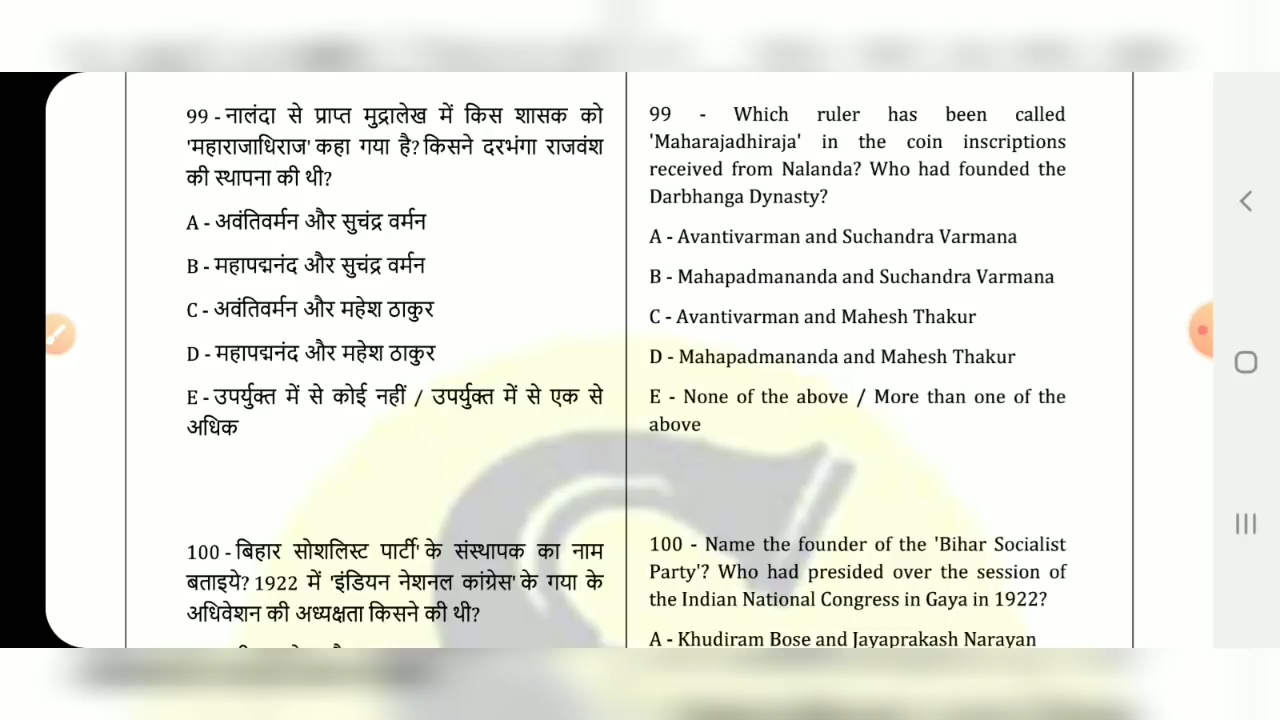 99 - नालंदा से प्राप्त मुद्रालेख में किस शासक को
'महाराजाधिराज' कहा गया है? किसने दरभंगा राजवंश
की स्थापना की थी?
A - अवंतिवर्मन और सुचंद्र वर्मन
B - महापद्मनंद और सुचंद्र वर्मन
C - अवंतिवर्मन और महेश ठाकुर
D - महापद्मनंद और महेश ठाकुर
E - उपर्युक्त में से कोई नहीं / उपर्युक्त में से एक से
अधिक
100 - बिहार सोशलिस्ट पार्टी' के संस्थापक का नाम
बताइये? 1922 में 'इंडियन नेशनल कांग्रेस' के गया के
अधिवेशन की अध्यक्षता किसने की थी?
99 - Which ruler has been called
'Maharajadhiraja' in the coin inscriptions
received from Nalanda? Who had founded the
Darbhanga Dynasty?
A - Avantivarman and Suchandra Varmana
B - Mahapadmananda and Suchandra Varmana
C - Avantivarman and Mahesh Thakur
D - Mahapadmananda and Mahesh Thakur
E - None of the above / More than one of the
above
100 - Name the founder of the 'Bihar Socialist
Party'? Who had presided over the session of
the Indian National Congress in Gaya in 1922?
A - Khudiram Bose and Jayaprakash Narayan